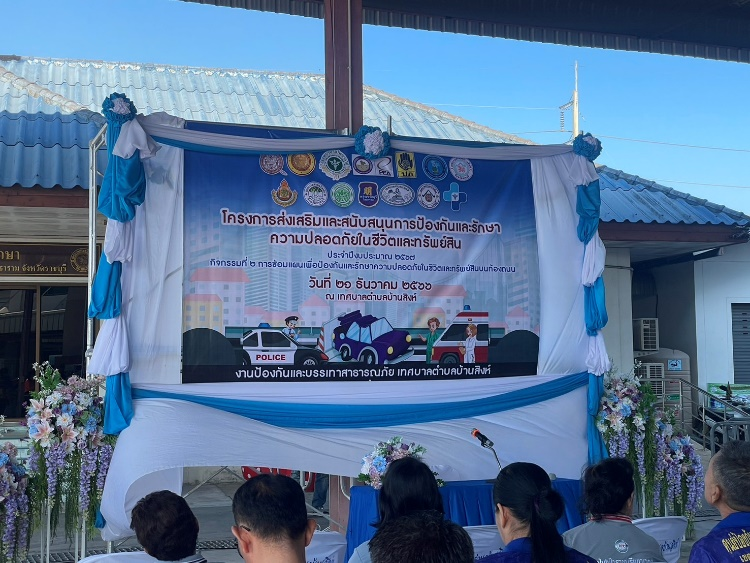 โครงการส่งเสริมและสนับสนุนการป้องกันและรักษา
ความปลอดภัยในชีวิตและทรัพย์สิน
ประจำปีงบประมาณ ๒๕๖๗
กิจกรรมที่ ๒ การซ้อมแผนเพื่อป้องกันและรักษาความปลอดภัยในชีวิตและทรัพย์สินบนท้องถนน
วันที่ ๒๑ ธันวาคม ๒๕๖๖
ณ เทศบาลตำบลบ้านสิงห์
POLICE
งานป้องกันและบรรเทาสาธารณภัย เทศบาลตำบลบ้านสิงห์
จังหวัดราชบุรี